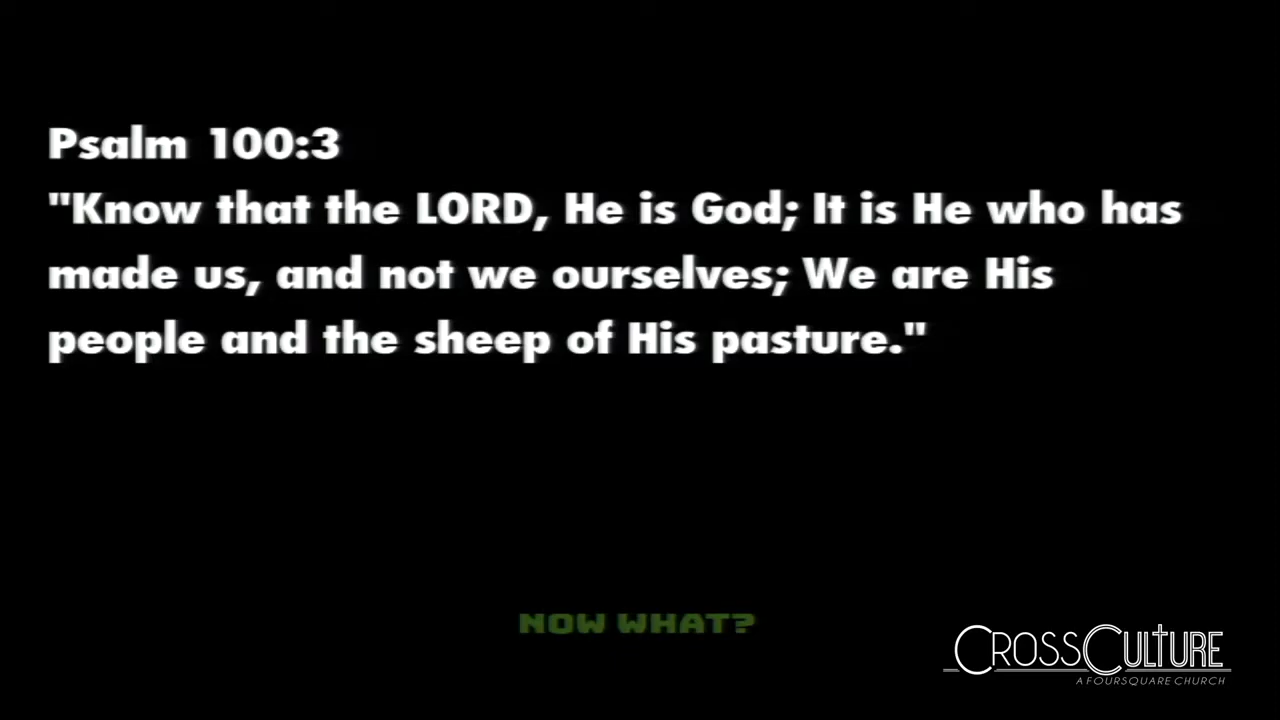 Psalm 100:3
"Know that the LORD, He is God; It is He who has
made us, and not we ourselves; We are His
people and the sheep of His pasture."
NOW WHAT?
CROSSCULTURE
A FOURSQUARE CHURCH